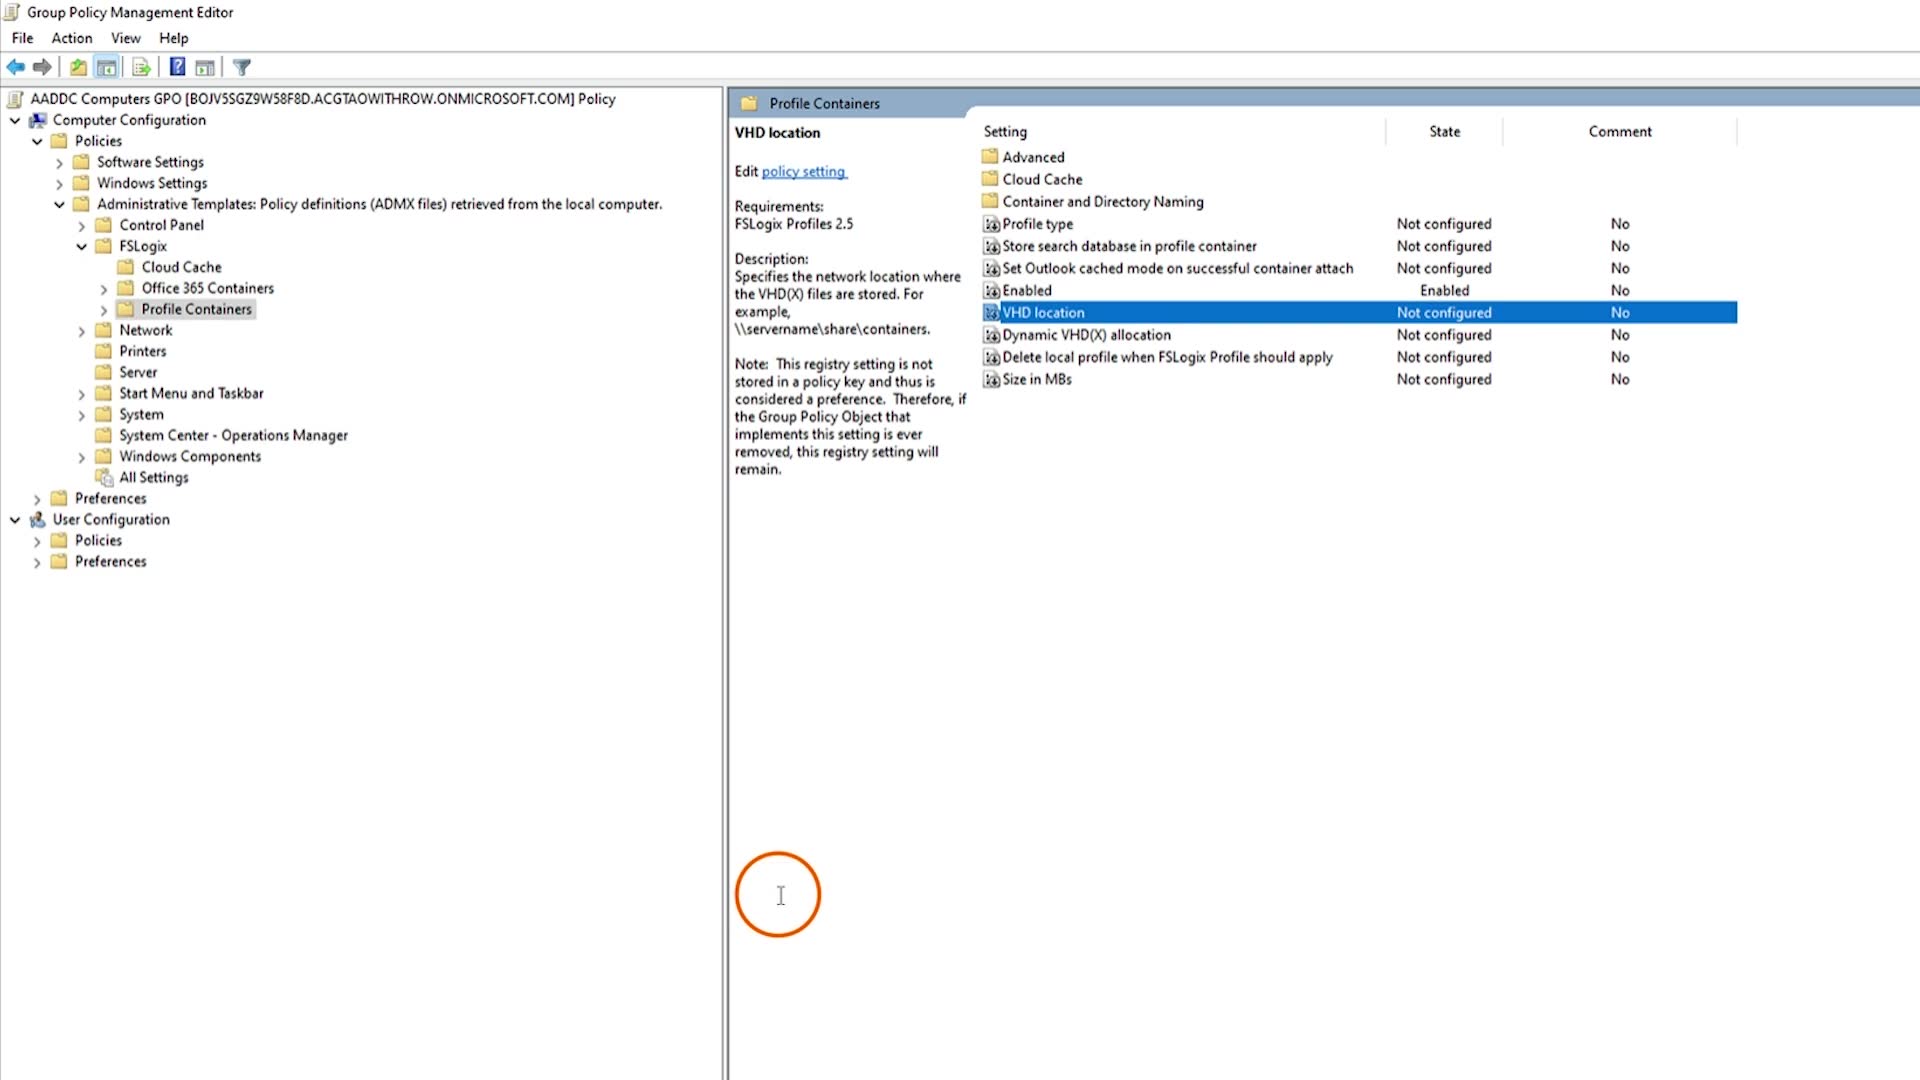 Group Policy Management Editor
File Action View Help
AADDC Computers GPO [BOJV5SGZ9W58F8D.ACGTAOWITHROW.ONMICROSOFT.COM] Policy
Computer Configuration
Policies
Software Settings
Windows Settings
Administrative Templates: Policy definitions (ADMX files) retrieved from the local computer.
Control Panel
FSLogix
Cloud Cache
Office 365 Containers
Profile Containers
Network
Printers
Server
Start Menu and Taskbar
System
System Center - Operations Manager
Windows Components
All Settings
Preferences
User Configuration
Policies
Preferences
Profile Containers
VHD location
Edit policy setting
Requirements:
FSLogix Profiles 2.5
Description:
Specifies the network location where
the VHD(X) files are stored. For
example,
\\servername\share\containers.
Note: This registry setting is not
stored in a policy key and thus is
considered a preference. Therefore, if
the Group Policy Object that
implements this setting is ever
removed, this registry setting will
remain.
Setting State Comment
Advanced
Cloud Cache
Container and Directory Naming
Profile type Not configured No
Store search database in profile container Not configured No
Set Outlook cached mode on successful container attach Not configured No
Enabled Enabled No
VHD location Not configured No
Dynamic VHD(X) allocation Not configured No
Delete local profile when FSLogix Profile should apply Not configured No
Size in MBs Not configured No